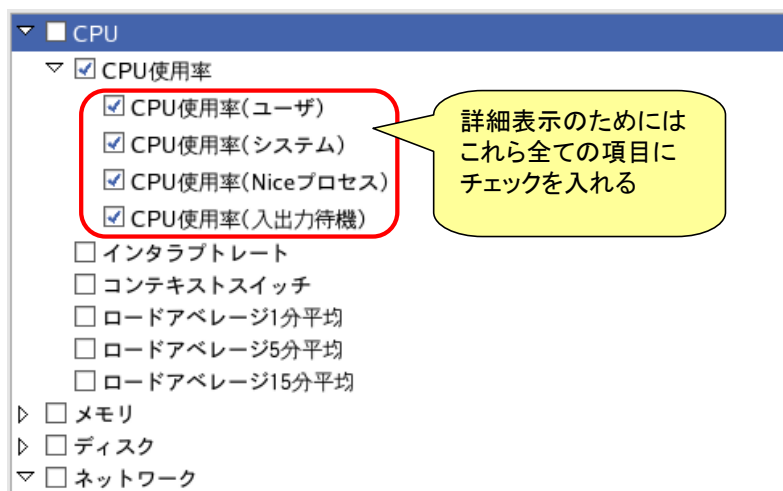 CPU
CPU使用率
CPU使用率(ユーザ)
CPU使用率(システム)
CPU使用率(Niceプロセス)
CPU使用率(入出力待機)
詳細表示のためには
これら全ての項目に
チェックを入れる
インタラプトレート
コンテキストスイッチ
ロードアベレージ1分平均
ロードアベレージ5分平均
ロードアベレージ15分平均
メモリ
ディスク
ネットワーク